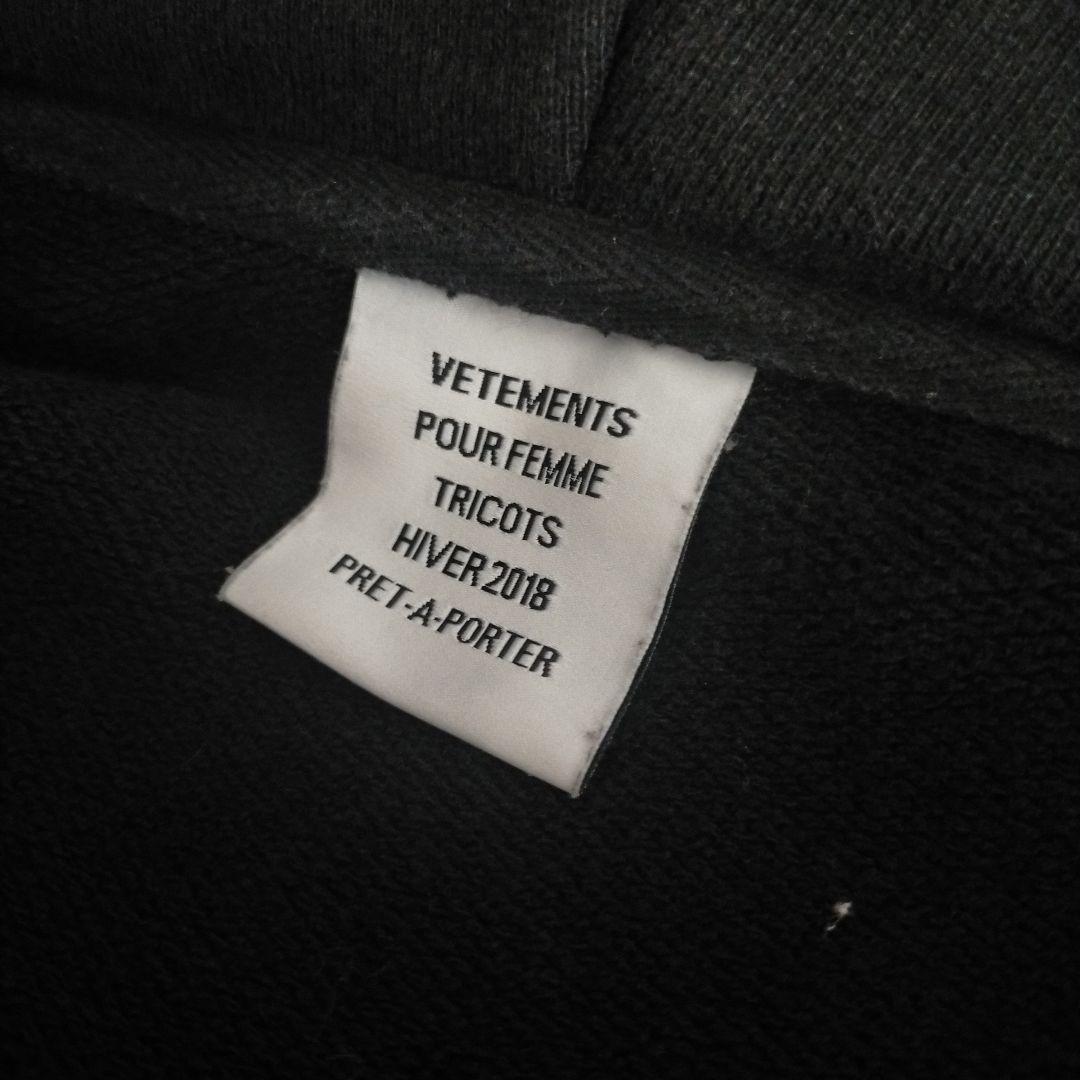 VETEMENTS
POUR FEMME
TRICOTS
HIVER 2018
PRET-A-PORTER